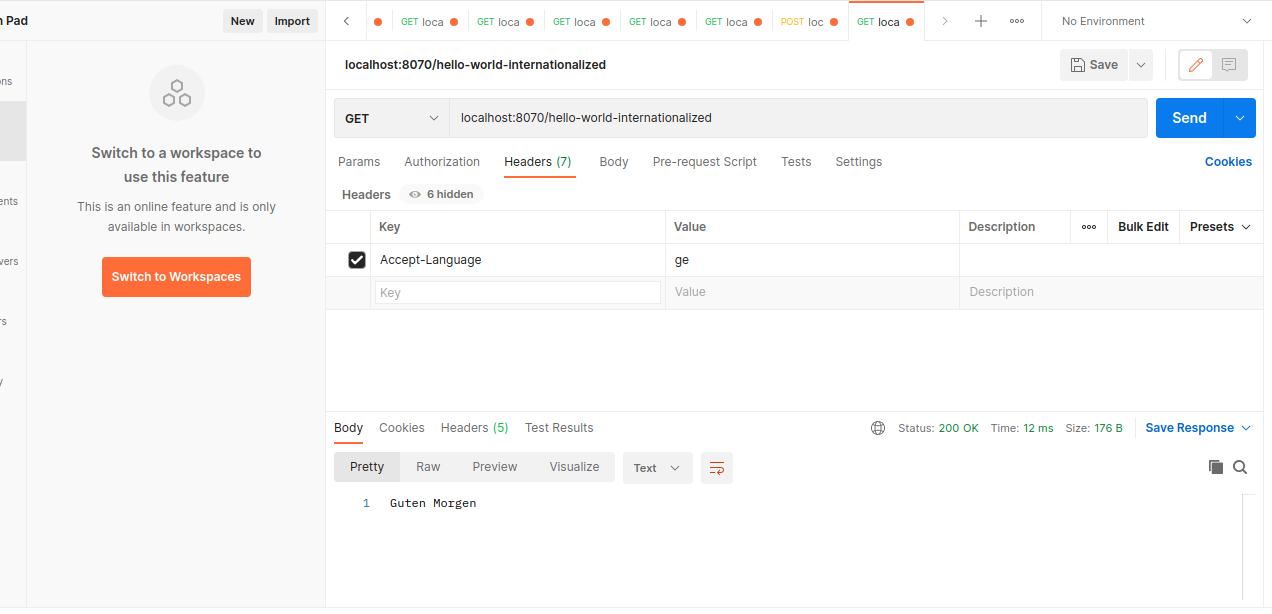 Pad
New
Import
GET loca
GET loca
GET loca
GET loca
GET loca
POST loc
GET loca
No Environment
ons
ents
vers
rs
y
Switch to a workspace to
use this feature
This is an online feature and is only
available in workspaces.
Switch to Workspaces
localhost:8070/hello-world-internationalized
Save
GET
localhost:8070/hello-world-internationalized
Send
Params
Authorization
Headers (7)
Body
Pre-request Script
Tests
Settings
Cookies
Headers
6 hidden
Key
Value
Description
Bulk Edit
Presets
Accept-Language
ge
Key
Value
Description
Body
Cookies
Headers (5)
Test Results
Status: 200 OK
Time: 12 ms
Size: 176 B
Save Response
Pretty
Raw
Preview
Visualize
Text
1
Guten Morgen